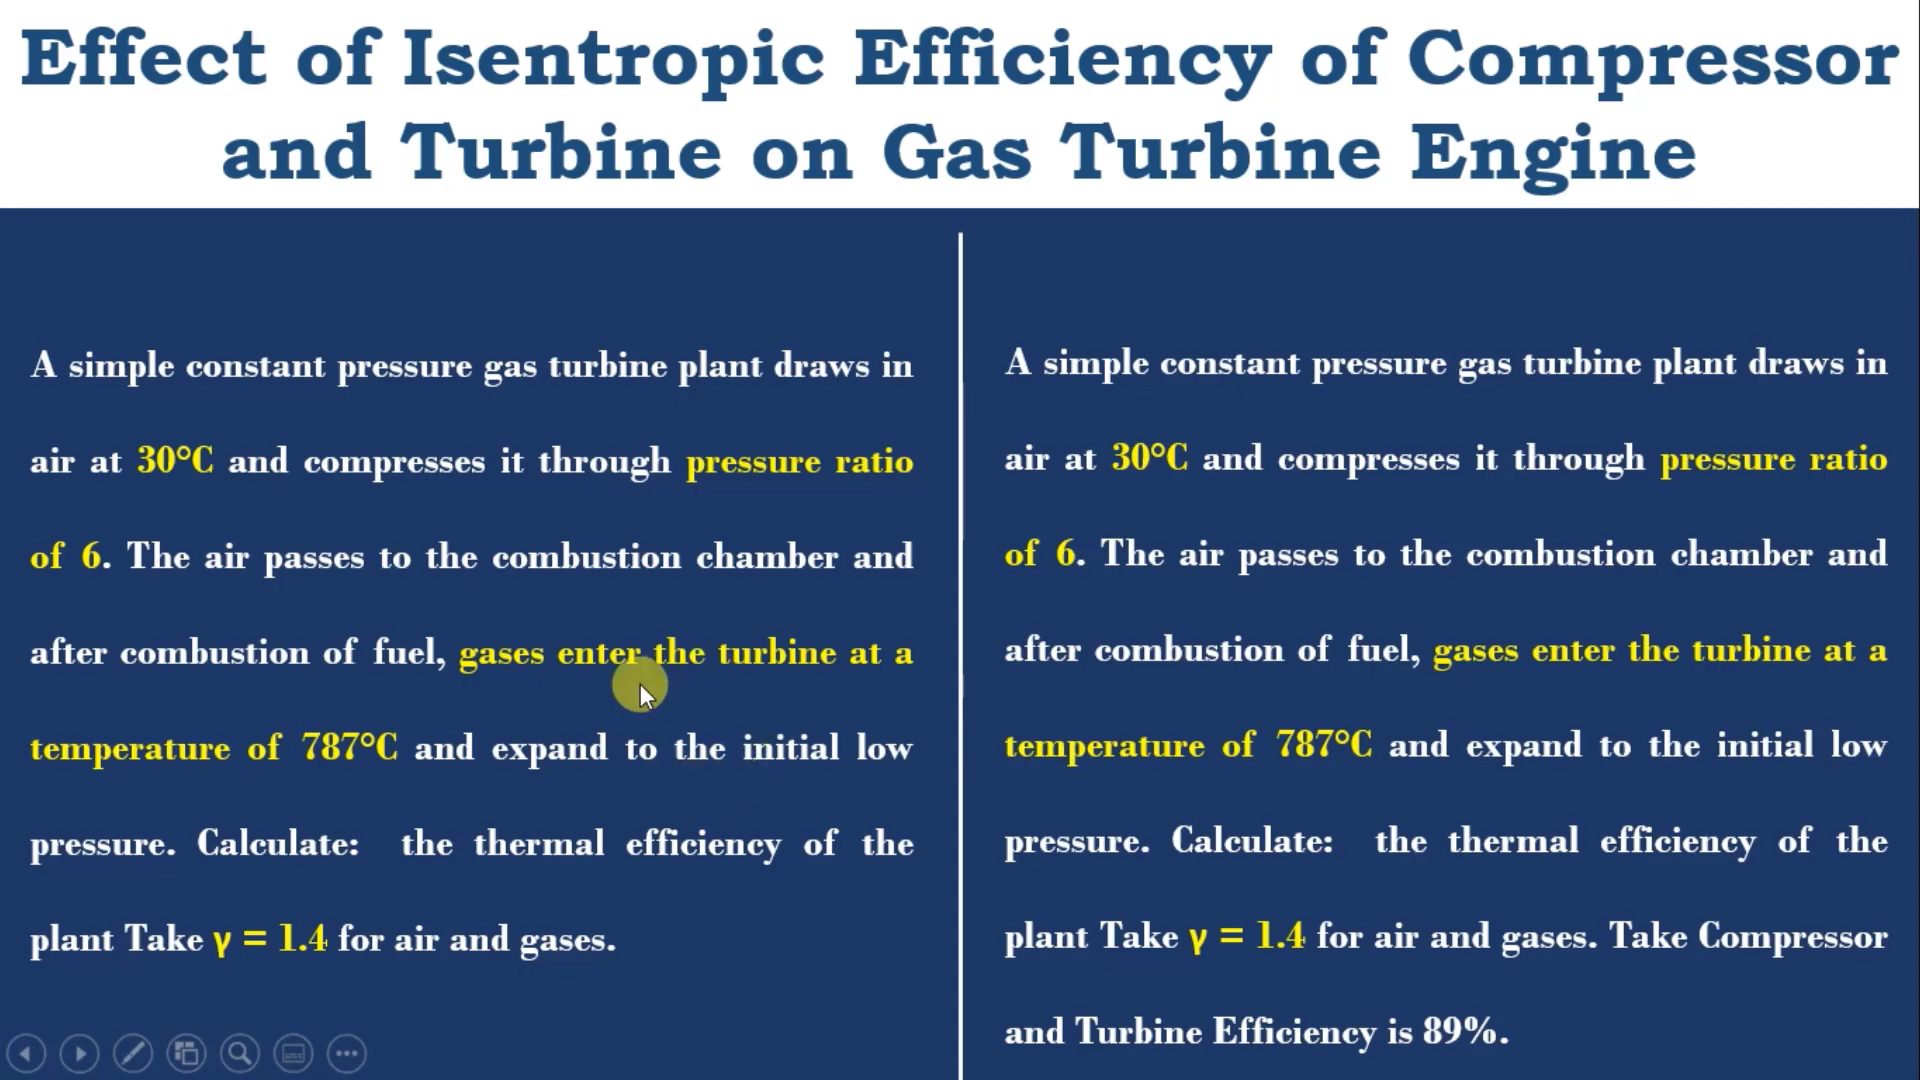 Effect of Isentropic Efficiency of Compressor
and Turbine on Gas Turbine Engine
A simple constant pressure gas turbine plant draws in
air at 30°C and compresses it through pressure ratio
of 6. The air passes to the combustion chamber and
after combustion of fuel, gases enter the turbine at a
temperature of 787°C and expand to the initial low
pressure. Calculate: the thermal efficiency of the
plant Take γ = 1.4 for air and gases.
A simple constant pressure gas turbine plant draws in
air at 30°C and compresses it through pressure ratio
of 6. The air passes to the combustion chamber and
after combustion of fuel, gases enter the turbine at a
temperature of 787°C and expand to the initial low
pressure. Calculate: the thermal efficiency of the
plant Take γ = 1.4 for air and gases. Take Compressor
and Turbine Efficiency is 89%.